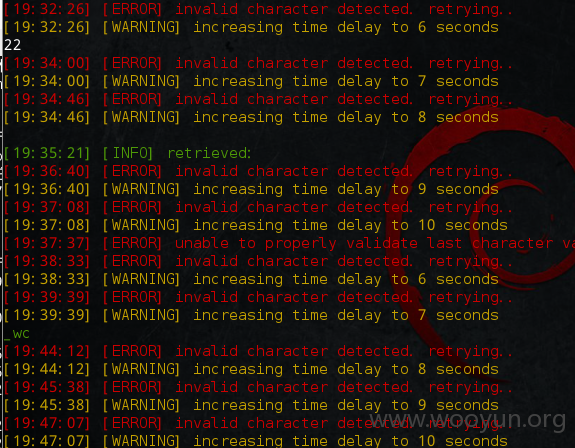 [19:32:26] [ERROR] invalid character detected. retrying..
[19:32:26] [WARNING] increasing time delay to 6 seconds
22
[19:34:00] [ERROR] invalid character detected. retrying..
[19:34:00] [WARNING] increasing time delay to 7 seconds
[19:34:46] [ERROR] invalid character detected. retrying..
[19:34:46] [WARNING] increasing time delay to 8 seconds
[19:35:21] [INFO] retrieved:
[19:36:40] [ERROR] invalid character detected. retrying..
[19:36:40] [WARNING] increasing time delay to 9 seconds
[19:37:08] [ERROR] invalid character detected. retrying..
[19:37:08] [WARNING] increasing time delay to 10 seconds
[19:37:37] [ERROR] unable to properly validate last character va
[19:38:33] [ERROR] invalid character detected. retrying..
[19:38:33] [WARNING] increasing time delay to 6 seconds
[19:39:39] [ERROR] invalid character detected. retrying..
[19:39:39] [WARNING] increasing time delay to 7 seconds
_wc
[19:44:12] [ERROR] invalid character detected. retrying..
[19:44:12] [WARNING] increasing time delay to 8 seconds
[19:45:38] [ERROR] invalid character detected. retrying..
[19:45:38] [WARNING] increasing time delay to 9 seconds
[19:47:07] [ERROR] invalid character detected. retrying..
[19:47:07] [WARNING] increasing time delay to 10 seconds
www.wooyun.org